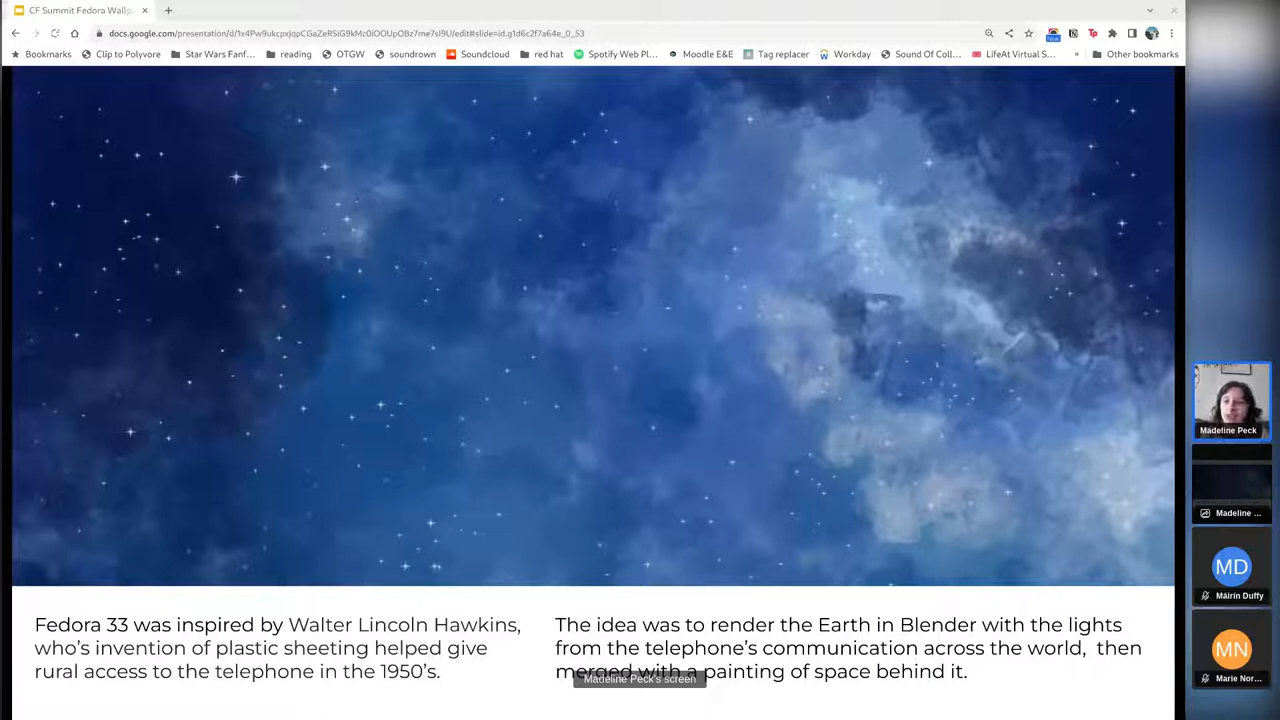 CF Summit Fedora Wallp
docs.google.com/presentation/d/1x4Pw9ukcpxjqpCGaZeRSiG9kMc0iOOUpOBz7me7sI9U/edit#slide=id.g1d6c2f7a64e_0_53
Bookmarks Clip to Polyvore Star Wars Fanf... reading OTGW soundrown Soundcloud red hat Spotify Web Pl... Moodle E&E Tag replacer Workday Sound Of Coll... LifeAt Virtual S... » Other bookmarks
Fedora 33 was inspired by Walter Lincoln Hawkins,
who's invention of plastic sheeting helped give
rural access to the telephone in the 1950's.
The idea was to render the Earth in Blender with the lights
from the telephone's communication across the world, then
merged with a painting of space behind it.
Madeline Peck's screen
Madeline Peck
Madeline ...
MD
Máirín Duffy
MN
Marie Nor...